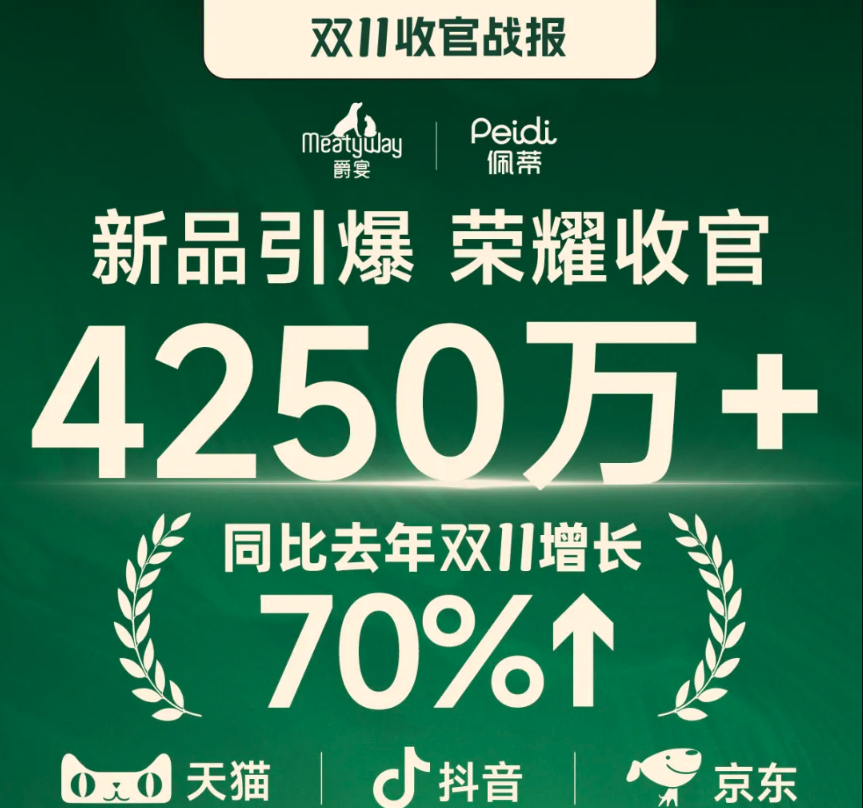 双11收官战报
MeatyWay
爵宴
Peidi
佩蒂
新品引爆 荣耀收官
4250万+
同比去年双11增长
70%↑
天猫 抖音 京东